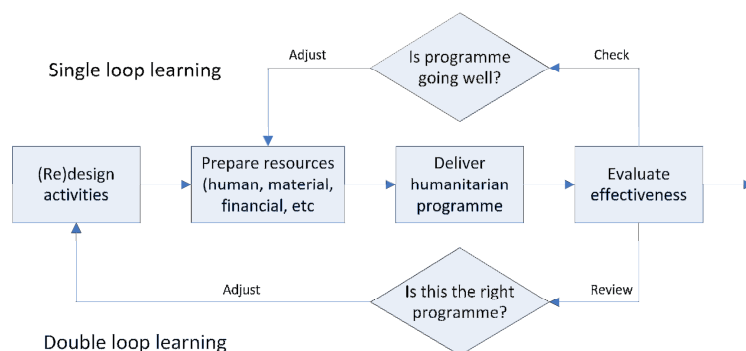 Is programme
going well?
Adjust
Check
Single loop learning
(Re)design
activities
Prepare resources
(human, material,
financial, etc
Deliver
humanitarian
programme
Evaluate
effectiveness
Is this the right
programme?
Adjust
Review
Double loop learning